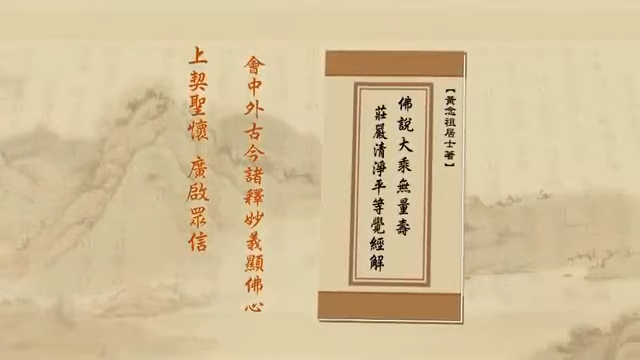 【黃念祖居士著】
佛說大乘無量壽
莊嚴清淨平等覺經解
會中外古今諸釋妙義顯佛心
上契聖懷 廣啟眾信